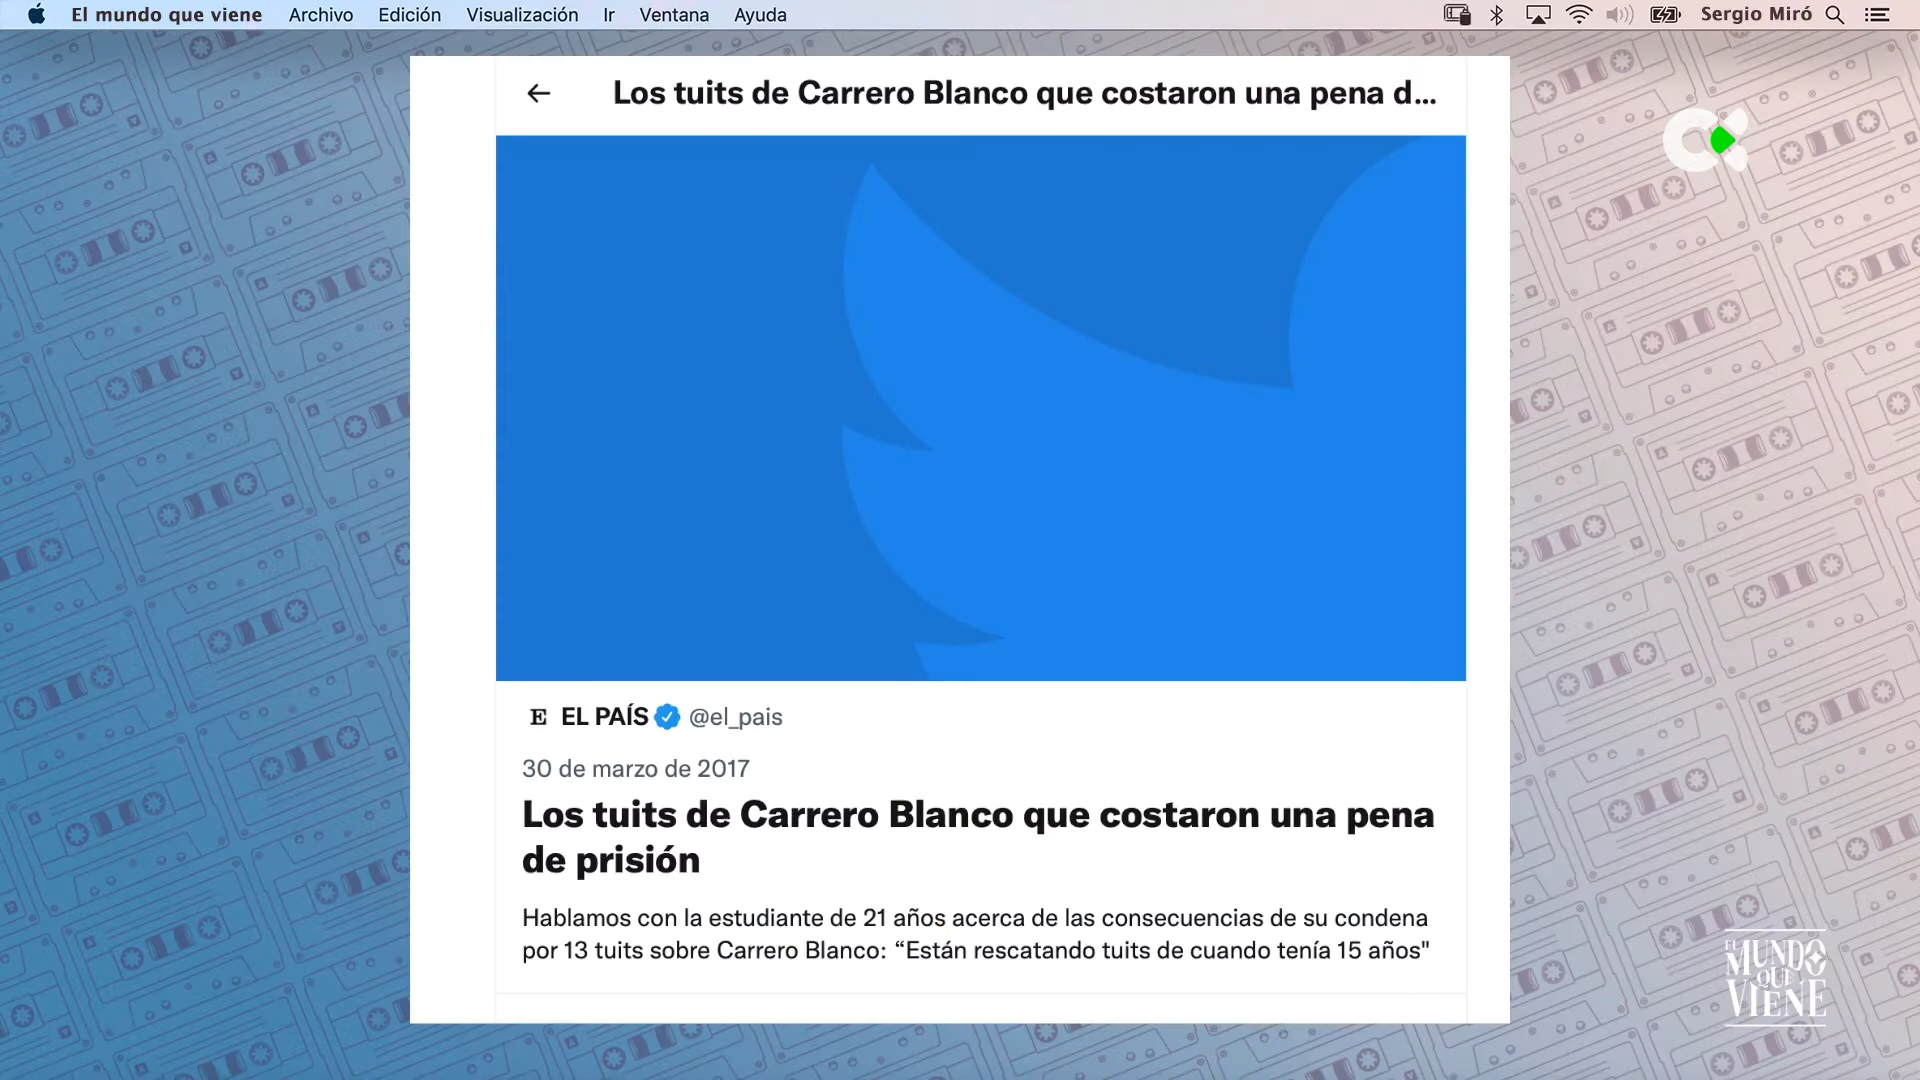 El mundo que viene Archivo Edición Visualización Ir Ventana Ayuda Sergio Miró
Los tuits de Carrero Blanco que costaron una pena d...
E EL PAÍS @el_pais
30 de marzo de 2017
Los tuits de Carrero Blanco que costaron una pena
de prisión
Hablamos con la estudiante de 21 años acerca de las consecuencias de su condena
por 13 tuits sobre Carrero Blanco: “Están rescatando tuits de cuando tenía 15 años"
EL
MUNDO
QUE
VIENE